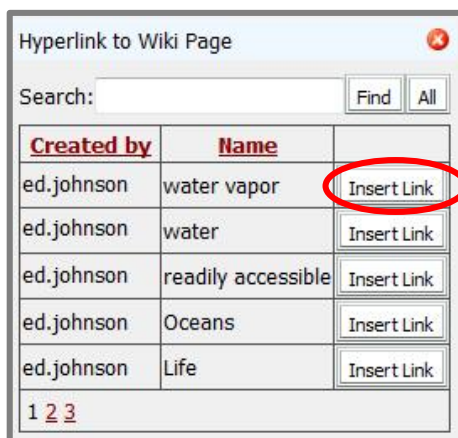 Hyperlink to Wiki Page
Search: Find All
Created by Name
ed.johnson water vapor Insert Link
ed.johnson water Insert Link
ed.johnson readily accessible Insert Link
ed.johnson Oceans Insert Link
ed.johnson Life Insert Link
1 2 3